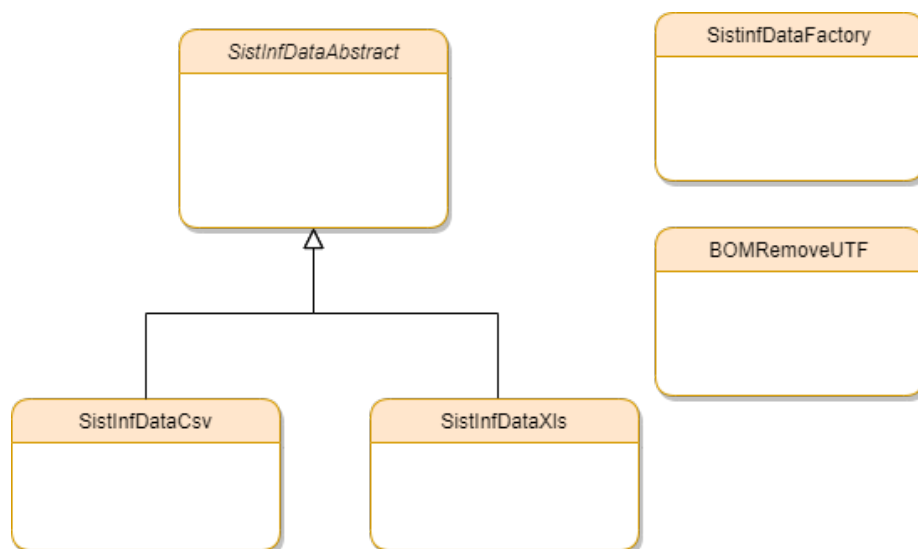 SistInfDataAbstract
SistinfDataFactory
BOMRemoveUTF
SistInfDataCsv
SistInfDataXls